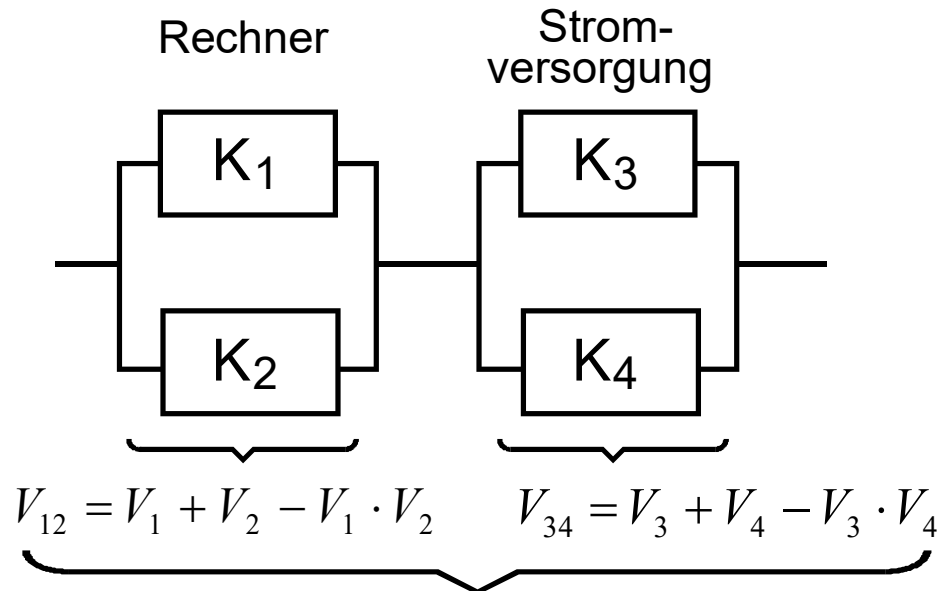 Rechner
Strom-
versorgung
K₁
K₃
K₂
K₄
V₁₂ = V₁ + V₂ − V₁ · V₂
V₃₄ = V₃ + V₄ − V₃ · V₄